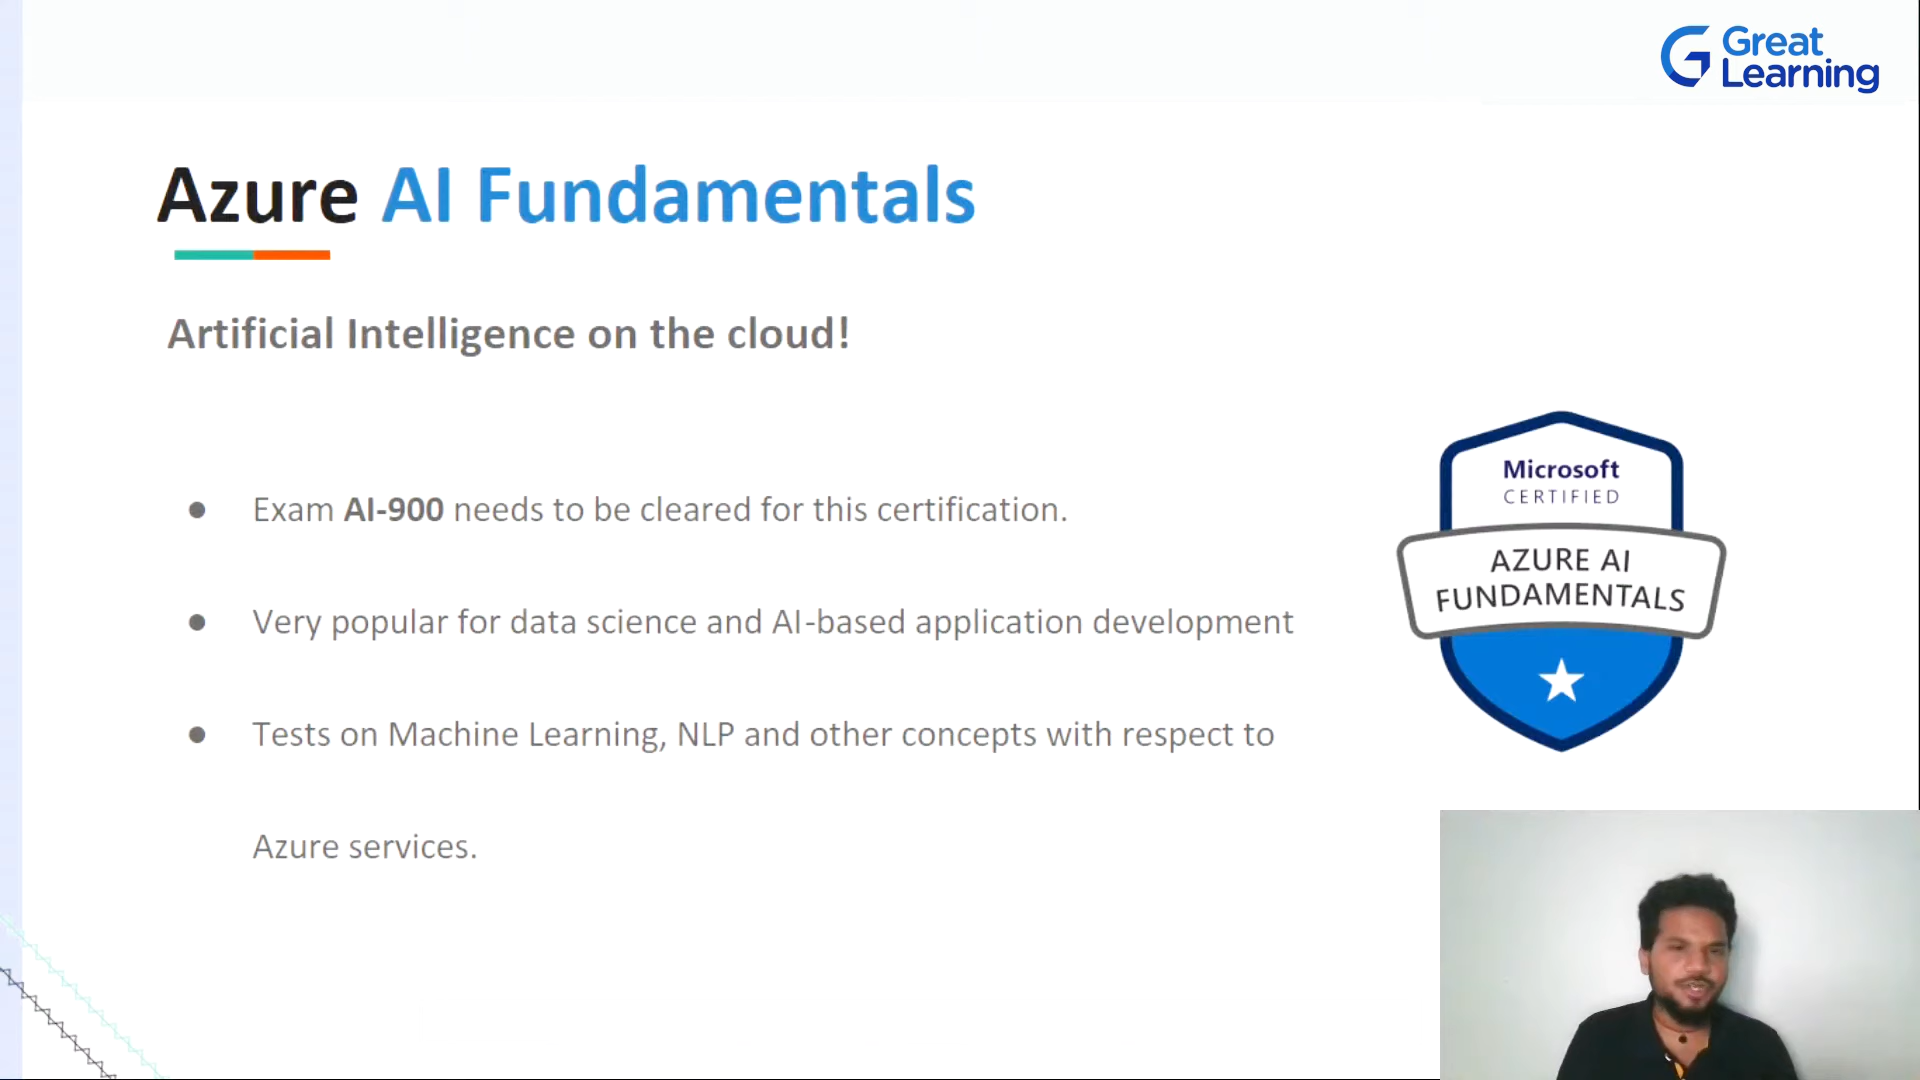 Great
Learning
Azure AI Fundamentals
Artificial Intelligence on the cloud!
● Exam AI-900 needs to be cleared for this certification.
● Very popular for data science and AI-based application development
● Tests on Machine Learning, NLP and other concepts with respect to
Azure services.
Microsoft
CERTIFIED
AZURE AI
FUNDAMENTALS